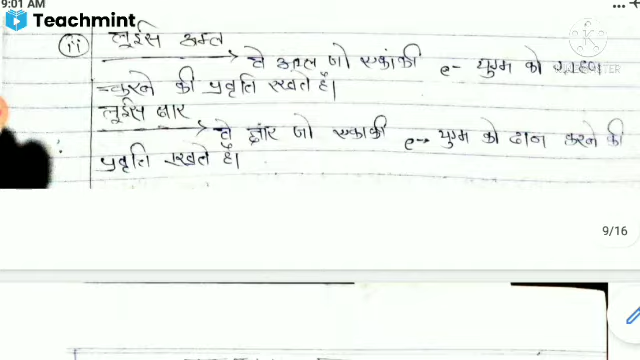 9:01 AM
Teachmint
(ii) लूईस अम्ल
→ वे अम्ल जो एकांकी e- युग्म को ग्रहण
करने की प्रवृति रखते हैं।
लूईस क्षार
→ वे क्षार जो एकाकी e- युग्म को दान करने की
प्रवृति रखते हैं।
9/16